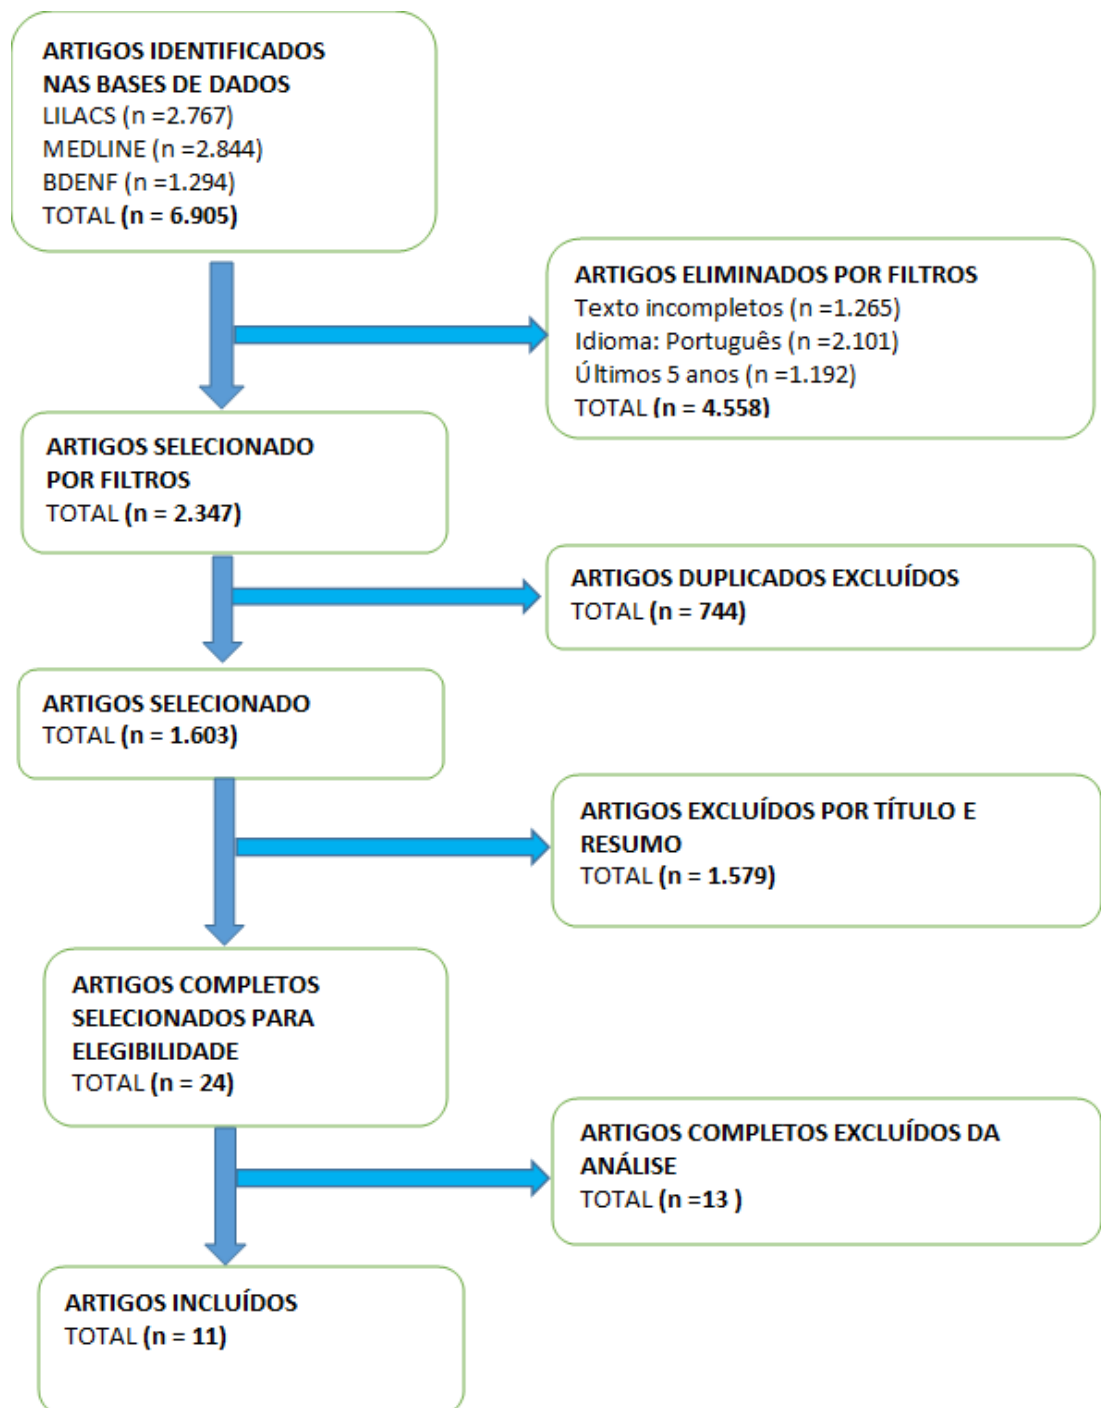 ARTIGOS IDENTIFICADOS
NAS BASES DE DADOS
LILACS (n =2.767)
MEDLINE (n =2.844)
BDENF (n =1.294)
TOTAL (n = 6.905)
ARTIGOS ELIMINADOS POR FILTROS
Texto incompletos (n =1.265)
Idioma: Português (n =2.101)
Últimos 5 anos (n =1.192)
TOTAL (n = 4.558)
ARTIGOS SELECIONADO
POR FILTROS
TOTAL (n = 2.347)
ARTIGOS DUPLICADOS EXCLUÍDOS
TOTAL (n = 744)
ARTIGOS SELECIONADO
TOTAL (n = 1.603)
ARTIGOS EXCLUÍDOS POR TÍTULO E
RESUMO
TOTAL (n = 1.579)
ARTIGOS COMPLETOS
SELECIONADOS PARA
ELEGIBILIDADE
TOTAL (n = 24)
ARTIGOS COMPLETOS EXCLUÍDOS DA
ANÁLISE
TOTAL (n =13 )
ARTIGOS INCLUÍDOS
TOTAL (n = 11)